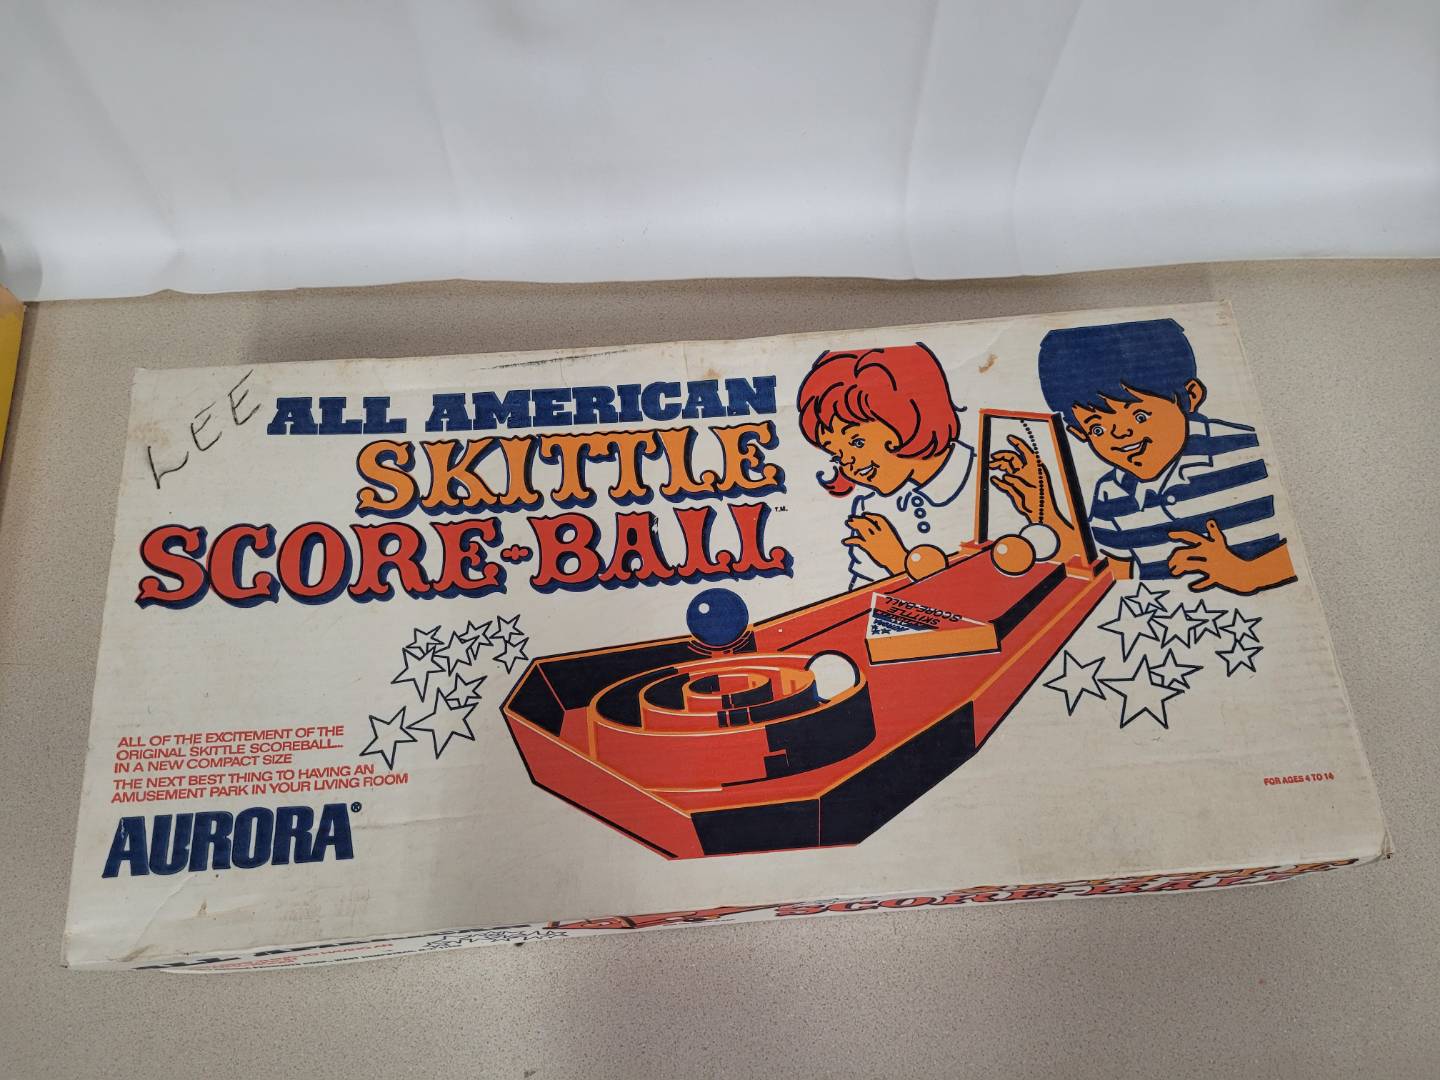 LEE
ALL AMERICAN
SKITTLE
SCORE-BALL T.M.
SKITTLE
SCORE-BALL
ALL OF THE EXCITEMENT OF THE
ORIGINAL SKITTLE SCOREBALL..
IN A NEW COMPACT SIZE
THE NEXT BEST THING TO HAVING AN
AMUSEMENT PARK IN YOUR LIVING ROOM
AURORA®
FOR AGES 4 TO 14
SCORE-BALL